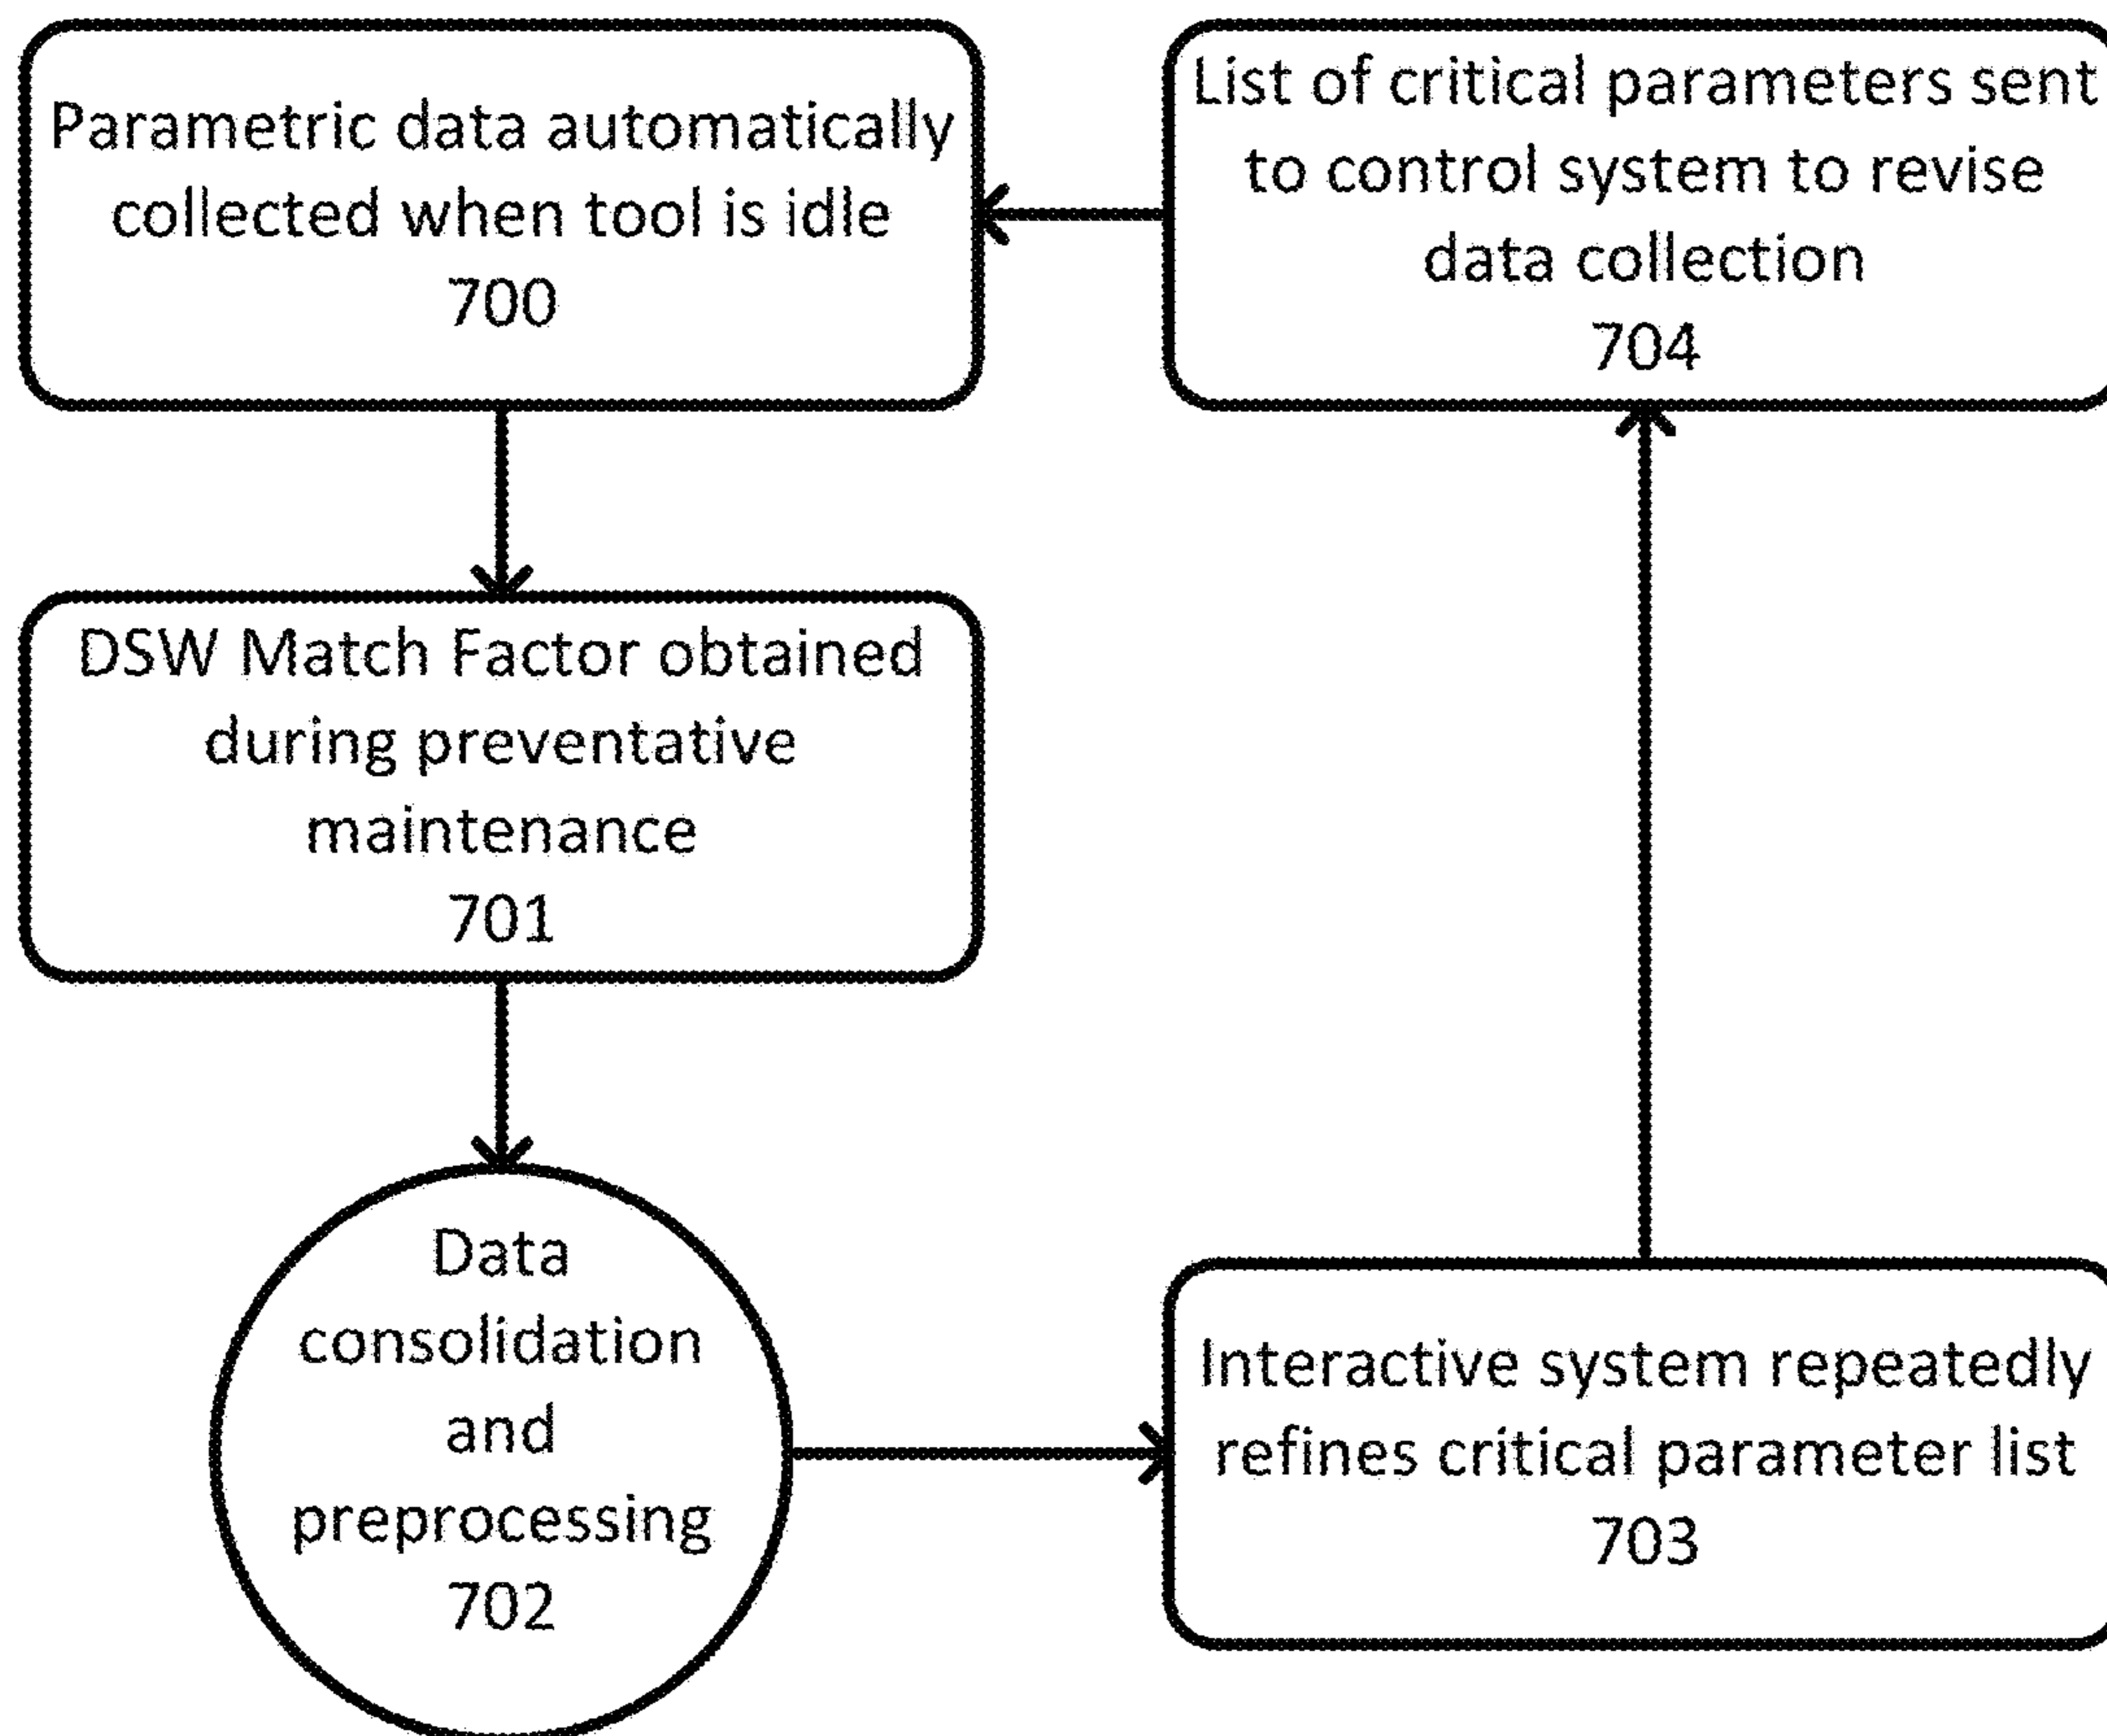 Parametric data automatically
collected when tool is idle
700
List of critical parameters sent
to control system to revise
data collection
704
DSW Match Factor obtained
during preventative
maintenance
701
Data
consolidation
and
preprocessing
702
Interactive system repeatedly
refines critical parameter list
703